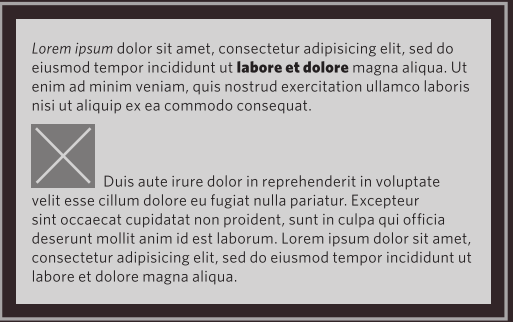 Lorem ipsum dolor sit amet, consectetur adipisicing elit, sed do
eiusmod tempor incididunt ut labore et dolore magna aliqua. Ut
enim ad minim veniam, quis nostrud exercitation ullamco laboris
nisi ut aliquip ex ea commodo consequat.
Duis aute irure dolor in reprehenderit in voluptate
velit esse cillum dolore eu fugiat nulla pariatur. Excepteur
sint occaecat cupidatat non proident, sunt in culpa qui officia
deserunt mollit anim id est laborum. Lorem ipsum dolor sit amet,
consectetur adipisicing elit, sed do eiusmod tempor incididunt ut
labore et dolore magna aliqua.